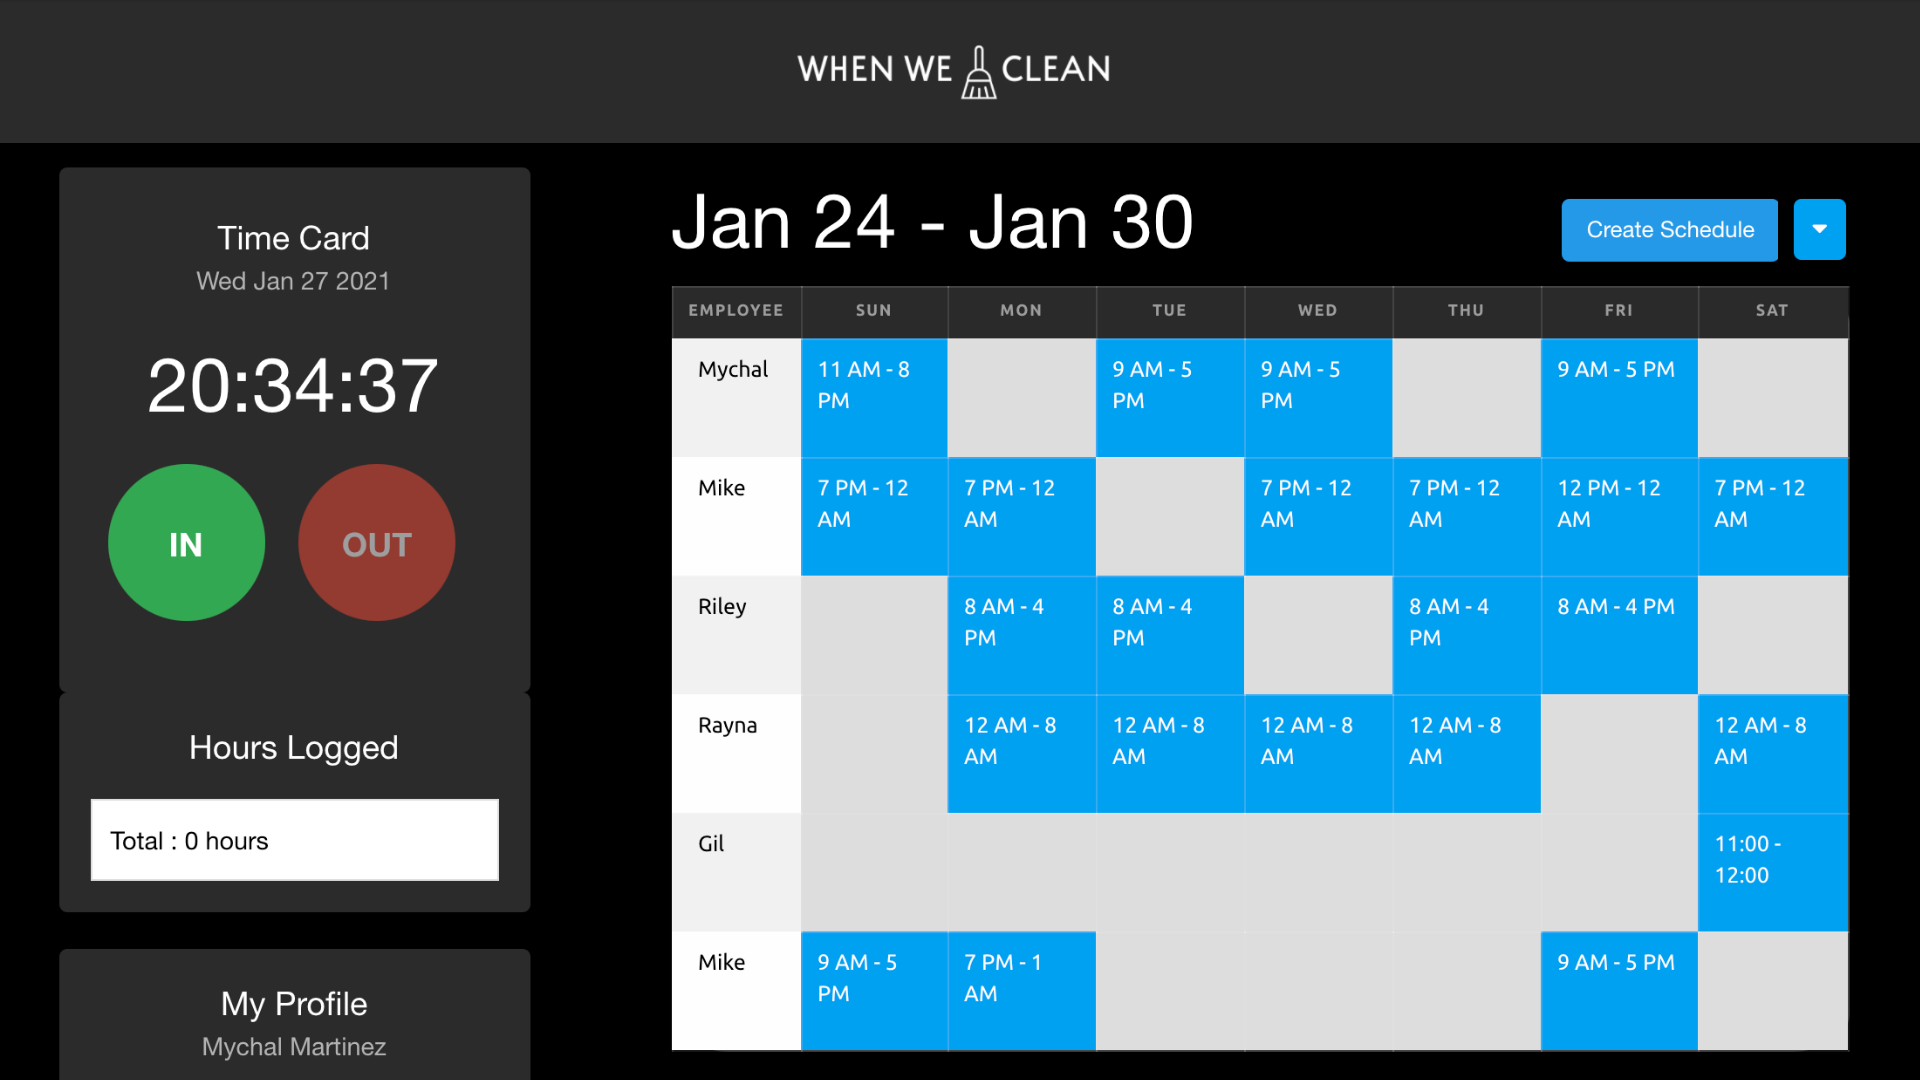 WHEN WE CLEAN
Time Card
Wed Jan 27 2021
20:34:37
IN
OUT
Hours Logged
Total : 0 hours
My Profile
Mychal Martinez
Jan 24 - Jan 30
Create Schedule
EMPLOYEE SUN MON TUE WED THU FRI SAT
Mychal
11 AM - 8
PM
9 AM - 5
PM
9 AM - 5
PM
9 AM - 5 PM
Mike
7 PM - 12
AM
7 PM - 12
AM
7 PM - 12
AM
7 PM - 12
AM
12 PM - 12
AM
7 PM - 12
AM
Riley
8 AM - 4
PM
8 AM - 4
PM
8 AM - 4
PM
8 AM - 4 PM
Rayna
12 AM - 8
AM
12 AM - 8
AM
12 AM - 8
AM
12 AM - 8
AM
12 AM - 8
AM
Gil
11:00 -
12:00
Mike
9 AM - 5
PM
7 PM - 1
AM
9 AM - 5 PM